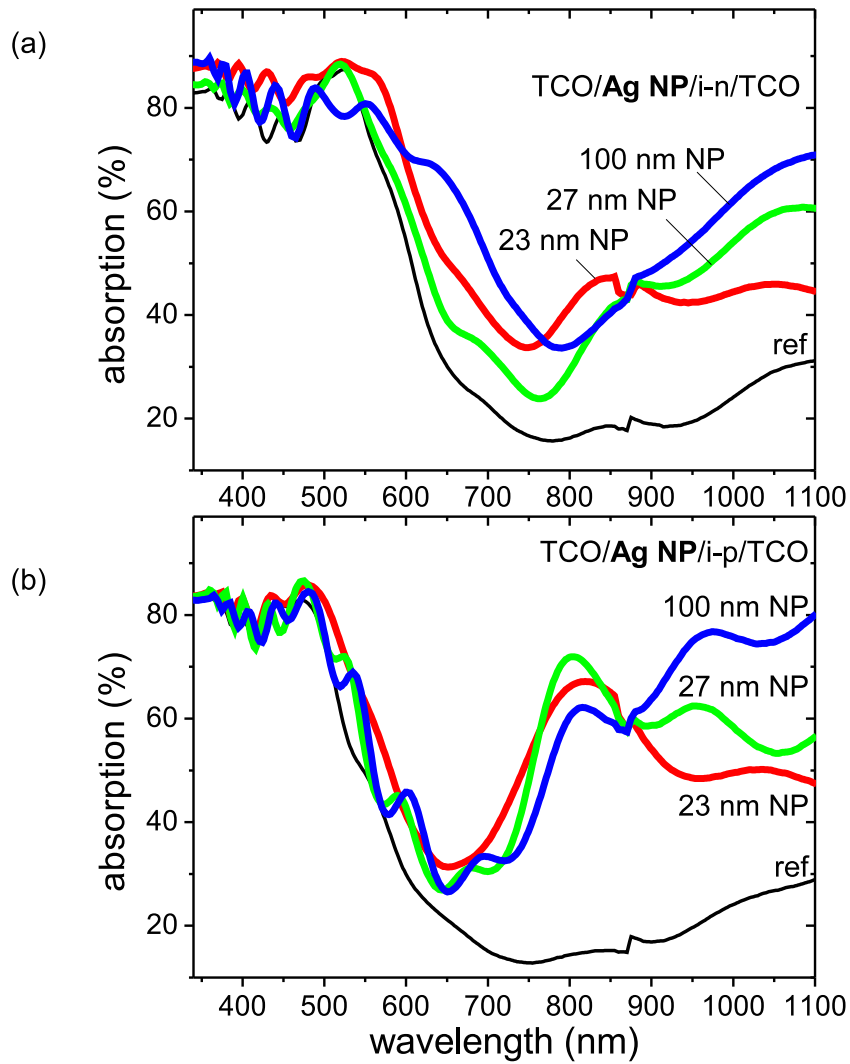 (a)
TCO/Ag NP/i-n/TCO
100 nm NP
27 nm NP
23 nm NP
ref
absorption (%)
80
60
40
20
400 500 600 700 800 900 1000 1100
(b)
TCO/Ag NP/i-p/TCO
100 nm NP
27 nm NP
23 nm NP
ref
absorption (%)
80
60
40
20
400 500 600 700 800 900 1000 1100
wavelength (nm)